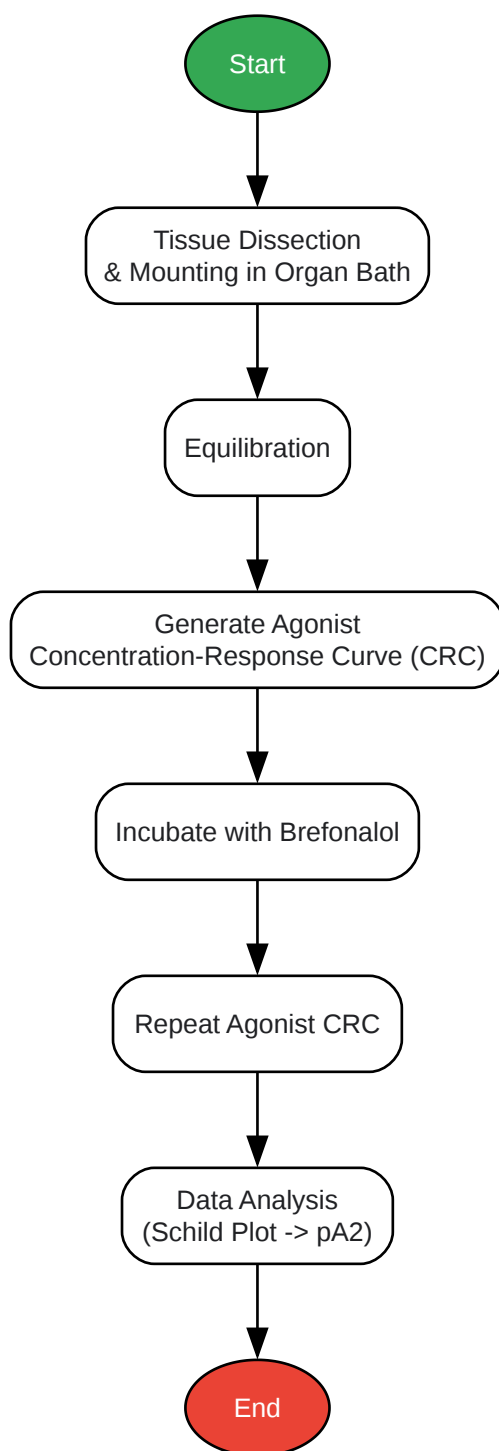 Start
Tissue Dissection
& Mounting in Organ Bath
Equilibration
Generate Agonist
Concentration-Response Curve (CRC)
Incubate with Brefonalol
Repeat Agonist CRC
Data Analysis
(Schild Plot -> pA2)
End